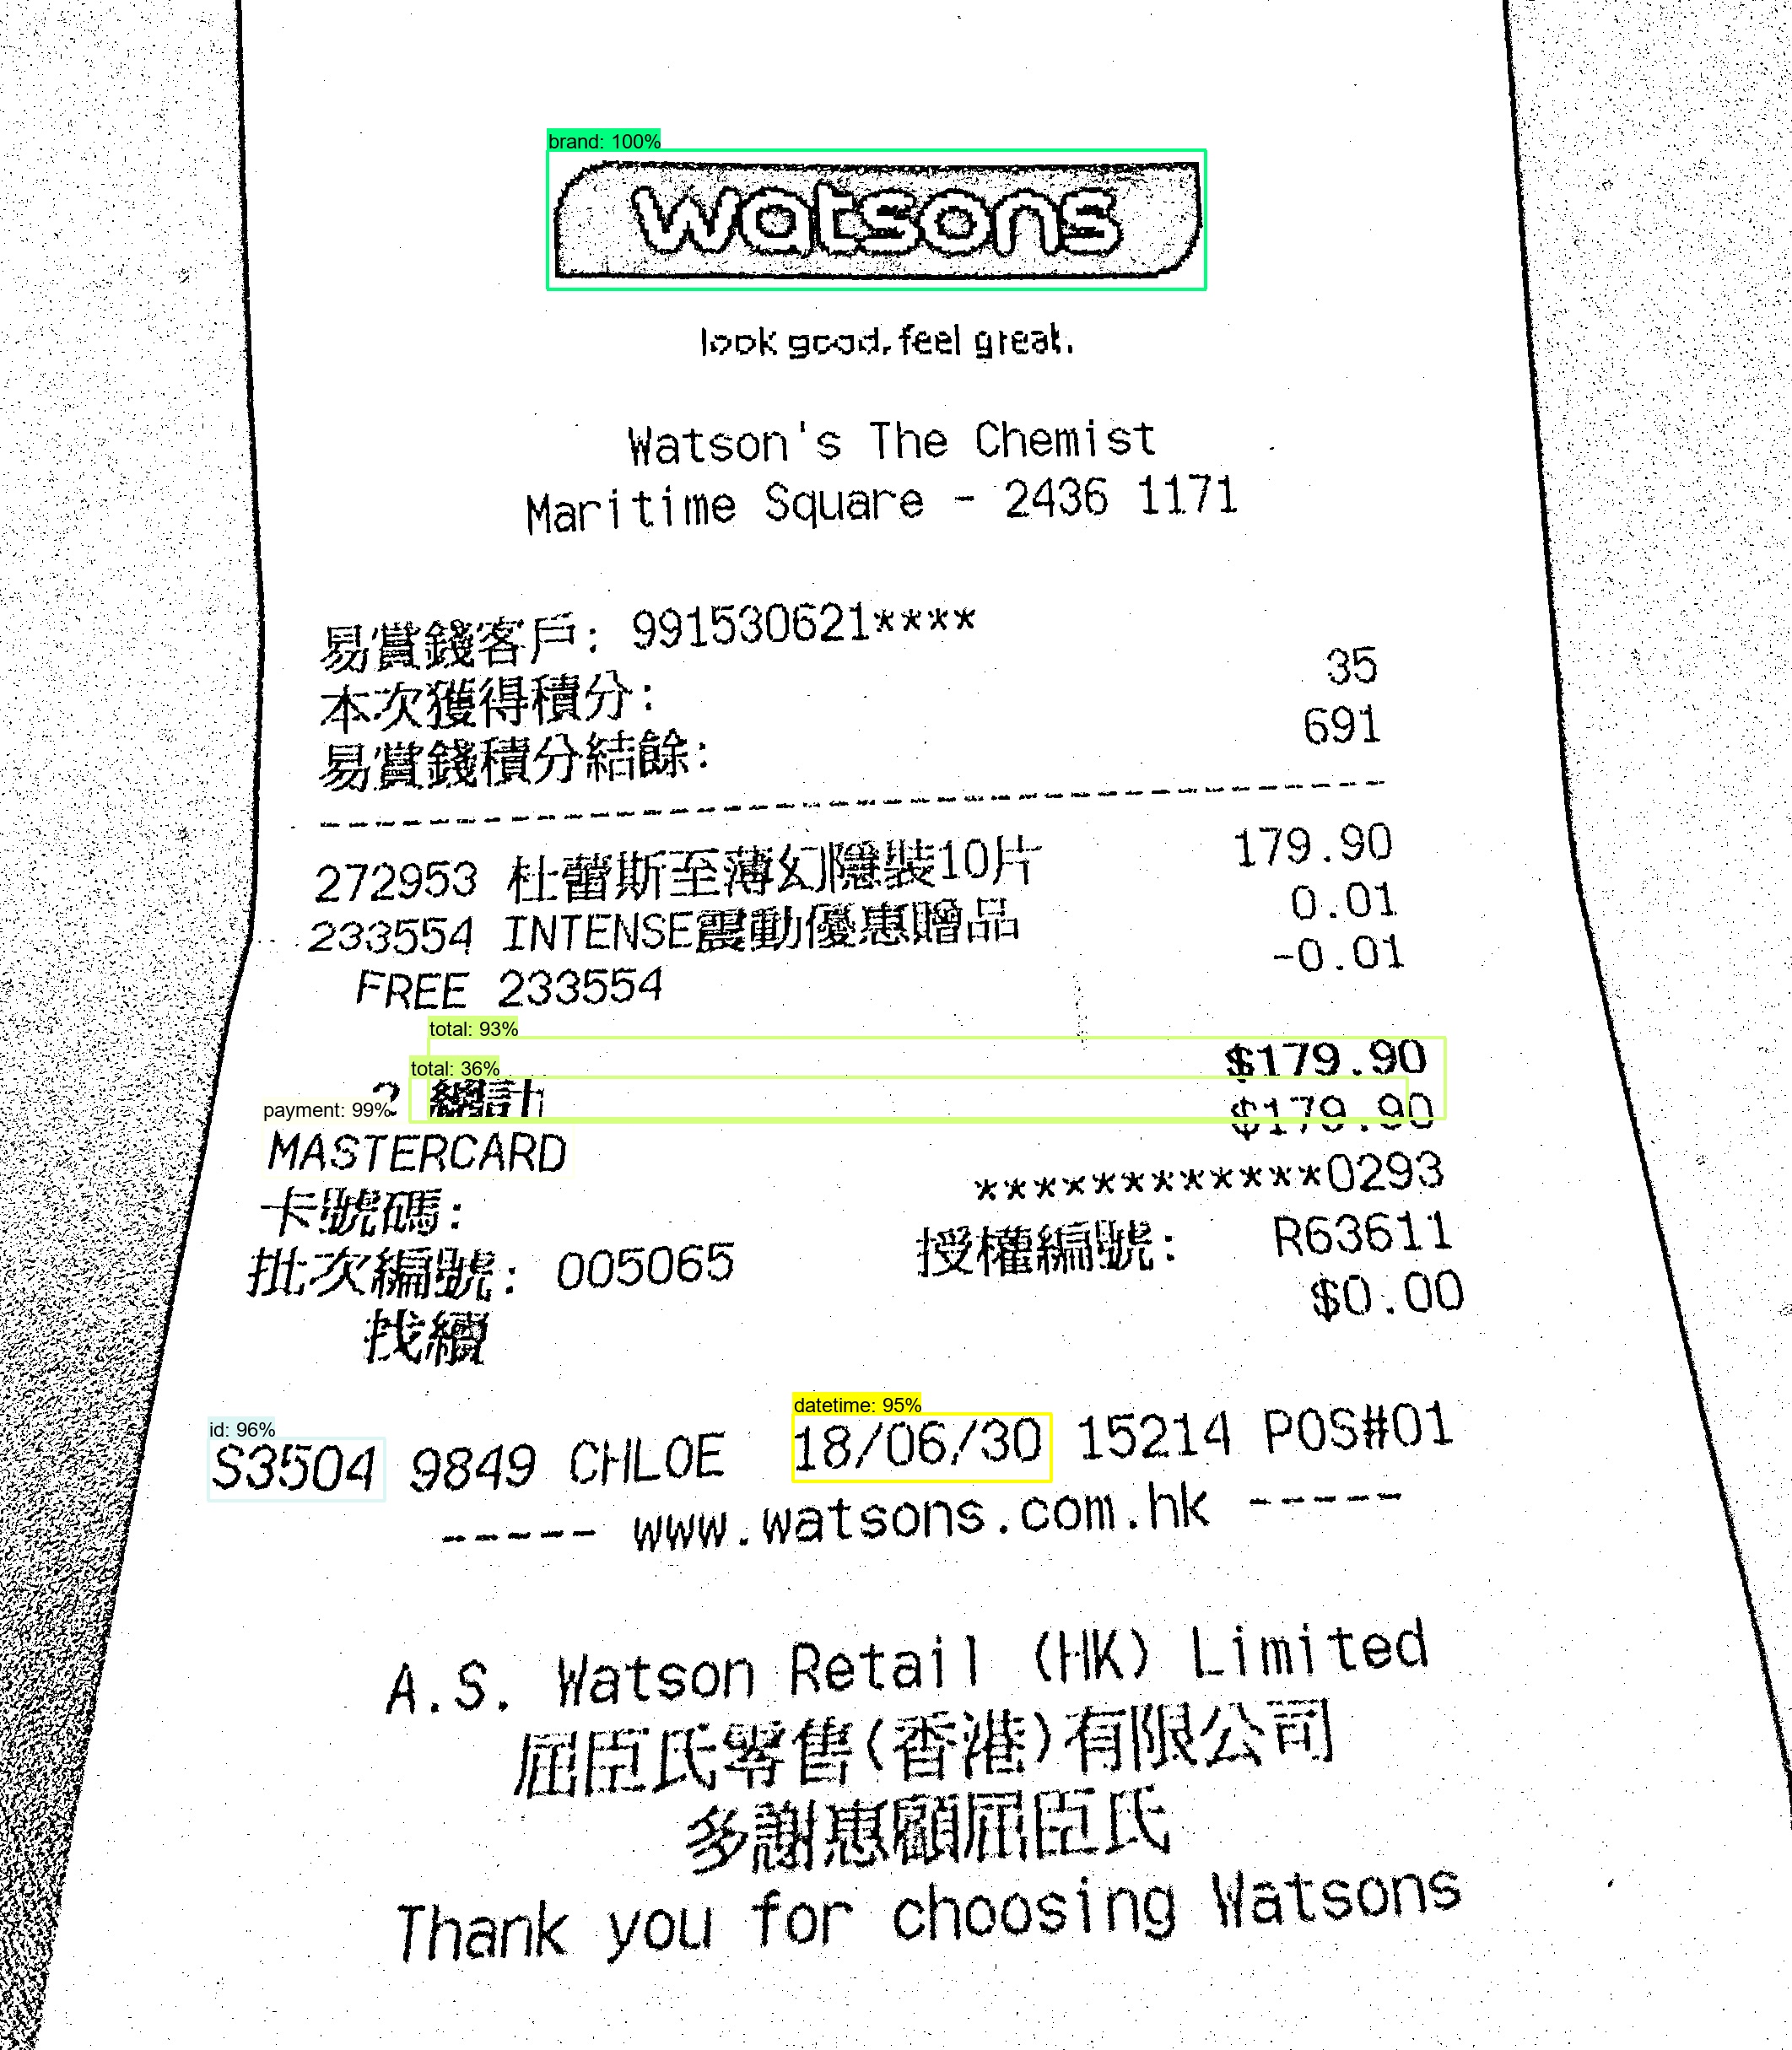 brand: 100%
watsons
look good, feel great.
Watson's The Chemist
Maritime Square - 2436 1171
易賞錢客戶: 991530621****
本次獲得積分: 35
易賞錢積分結餘: 691
272953 杜蕾斯至薄幻隱裝10片 179.90
233554 INTENSE震動優惠贈品 0.01
FREE 233554 -0.01
total: 93%
total: 36%
2 總計 $179.90
payment: 99%
MASTERCARD $179.90
卡號碼: ************0293
批次編號: 005065 授權編號: R63611
找續 $0.00
id: 96%
datetime: 95%
S3504 9849 CHLOE 18/06/30 15214 POS#01
----- www.watsons.com.hk -----
A.S. Watson Retail (HK) Limited
屈臣氏零售(香港)有限公司
多謝惠顧屈臣氏
Thank you for choosing Watsons